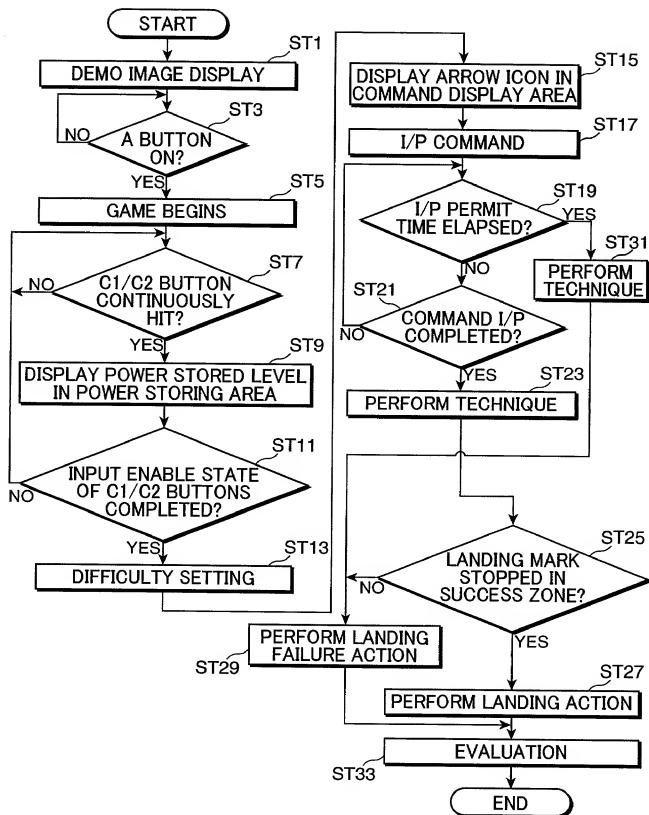 START
ST1
DEMO IMAGE DISPLAY
ST3
NO
A BUTTON
ON?
YES
ST5
GAME BEGINS
ST7
NO
C1/C2 BUTTON
CONTINUOUSLY
HIT?
YES
ST9
DISPLAY POWER STORED LEVEL
IN POWER STORING AREA
ST11
INPUT ENABLE STATE
OF C1/C2 BUTTONS
COMPLETED?
NO
YES
ST13
DIFFICULTY SETTING
ST15
DISPLAY ARROW ICON IN
COMMAND DISPLAY AREA
ST17
I/P COMMAND
ST19
I/P PERMIT
TIME ELAPSED?
YES
ST31
PERFORM
TECHNIQUE
NO
ST21
COMMAND I/P
COMPLETED?
NO
YES
ST23
PERFORM TECHNIQUE
ST25
LANDING MARK
STOPPED IN
SUCCESS ZONE?
NO
YES
PERFORM LANDING
FAILURE ACTION
ST29
ST27
PERFORM LANDING ACTION
EVALUATION
ST33
END